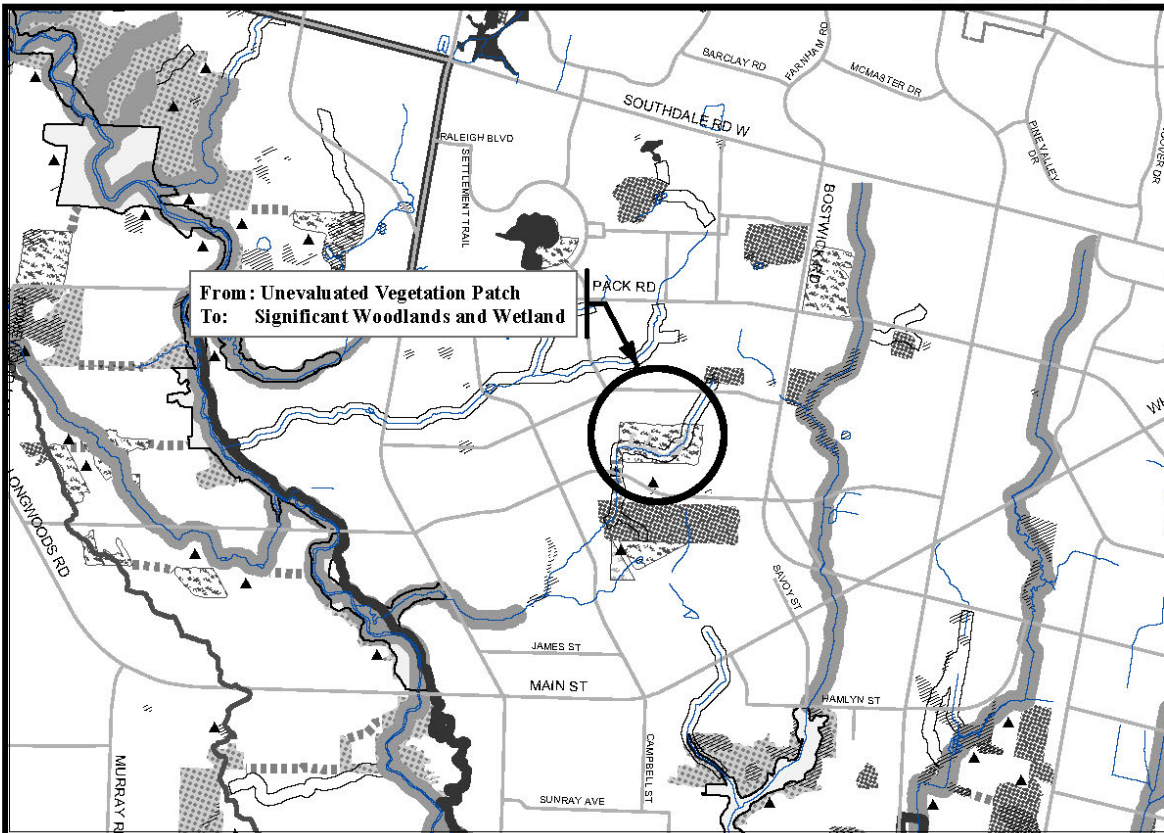 BARCLAY RD
FARNHAM RD
MCMASTER DR
SOUTHDALE RD W
PINE VALLEY
DR
RALEIGH BLVD
SETTLEMENT TRAIL
BOSTWICK RD
PACK RD
From: Unevaluated Vegetation Patch
To: Significant Woodlands and Wetland
LONGWOODS RD
SAVOY ST
JAMES ST
MAIN ST
HAMLYN ST
CAMPBELL ST
SUNRAY AVE